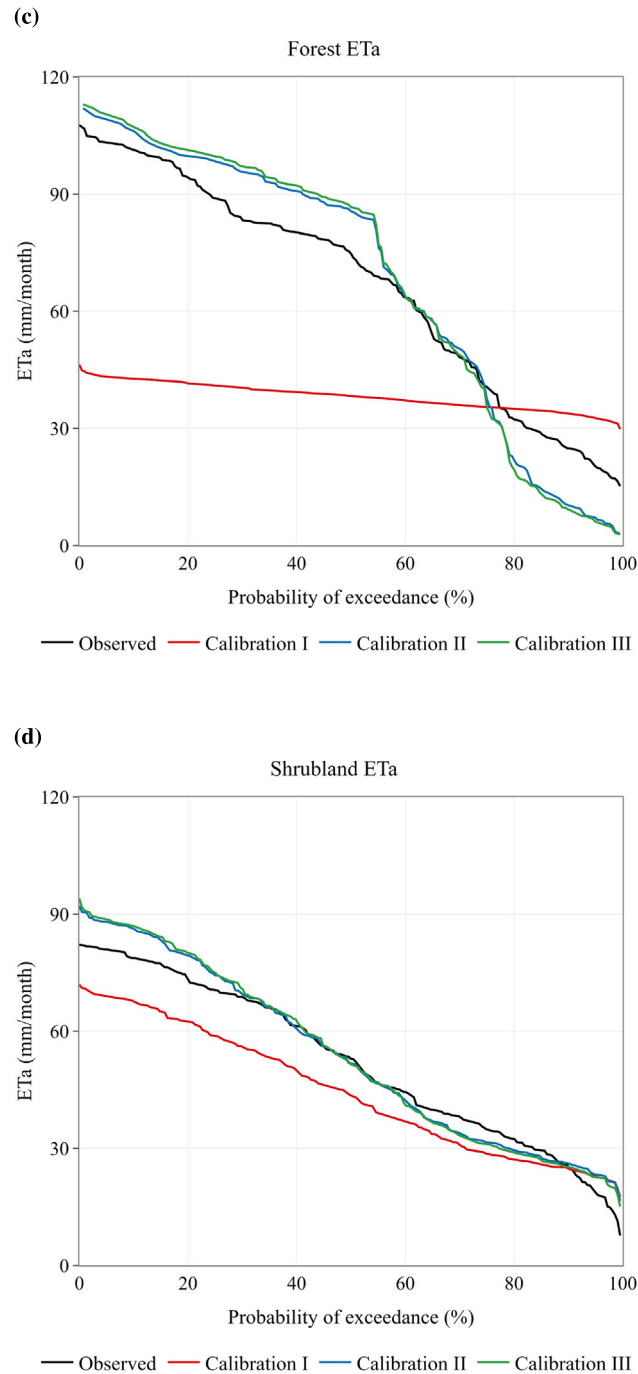 (c)
Forest ETa
120
90
60
30
0
ETa (mm/month)
0 20 40 60 80 100
Probability of exceedance (%)
Observed Calibration I Calibration II Calibration III
(d)
Shrubland ETa
120
90
60
30
0
ETa (mm/month)
0 20 40 60 80 100
Probability of exceedance (%)
Observed Calibration I Calibration II Calibration III